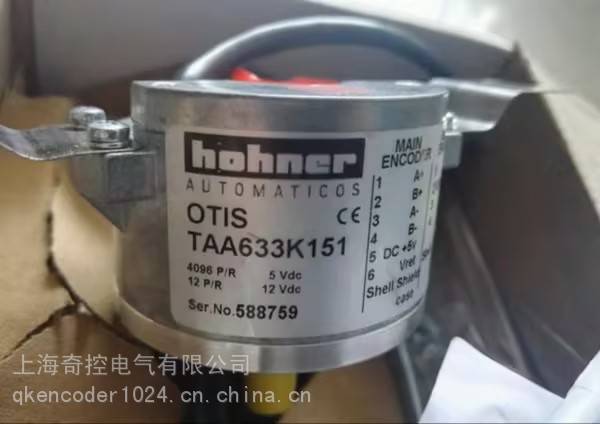 hohner
AUTOMATICOS
OTIS CE
TAA633K151
4096 P/R 5 Vdc
12 P/R 12 Vdc
Ser.No.588759
MAIN
ENCODER
1 A+
2 B+
3 A-
4 B-
5 DC +5v
6 Vret
Shell Shield
case
上海奇控电气有限公司
qkencoder1024.cn.china.cn